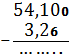 54,100
- 3,26
………